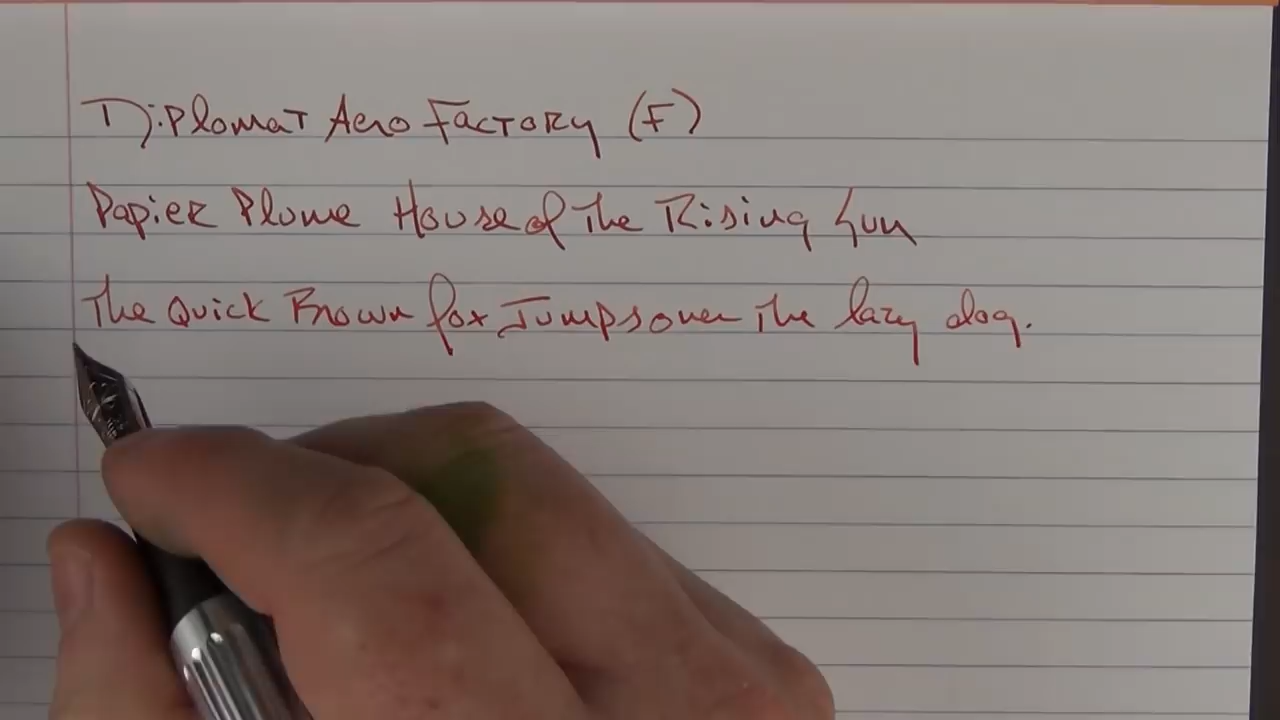 Diplomat Aero Factory (F)
Papier Plume House of The Rising Sun
The Quick Brown fox Jumps over The lazy dog.